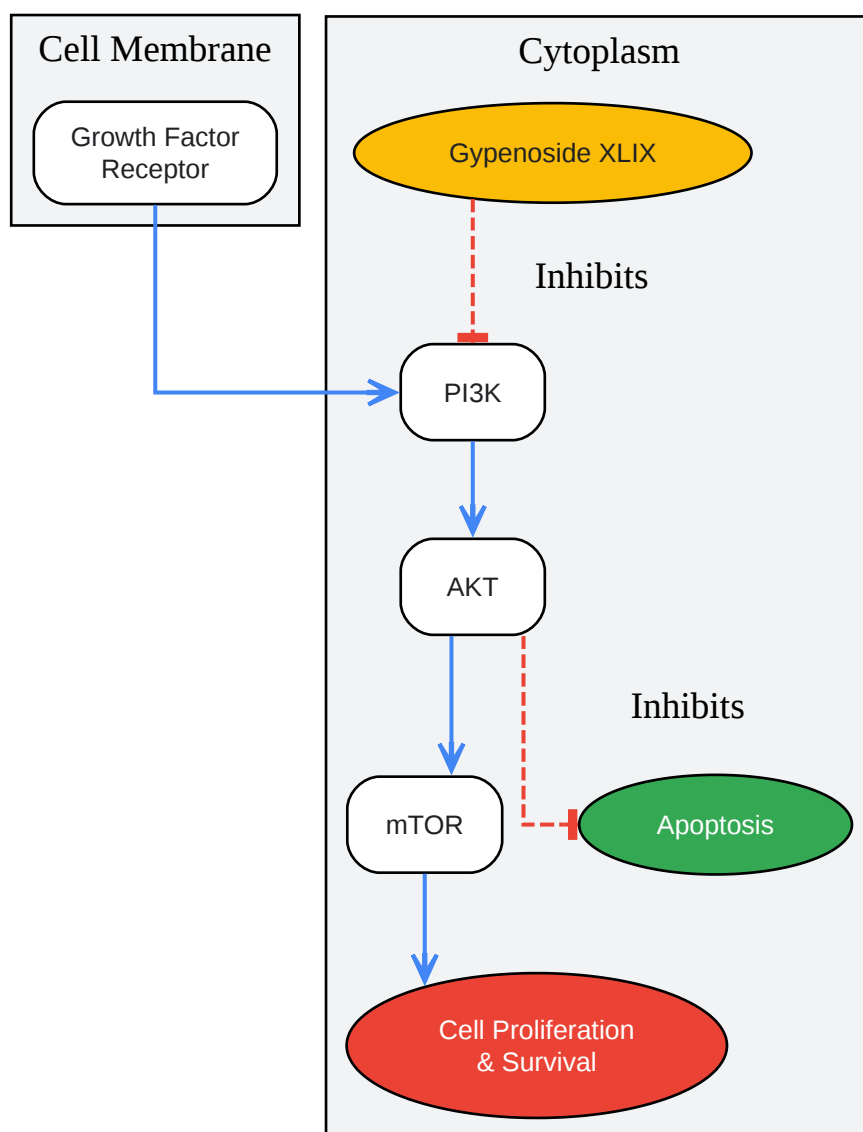 Cell Membrane
Growth Factor
Receptor
Cytoplasm
Gypenoside XLIX
Inhibits
PI3K
AKT
Inhibits
mTOR
Apoptosis
Cell Proliferation
& Survival